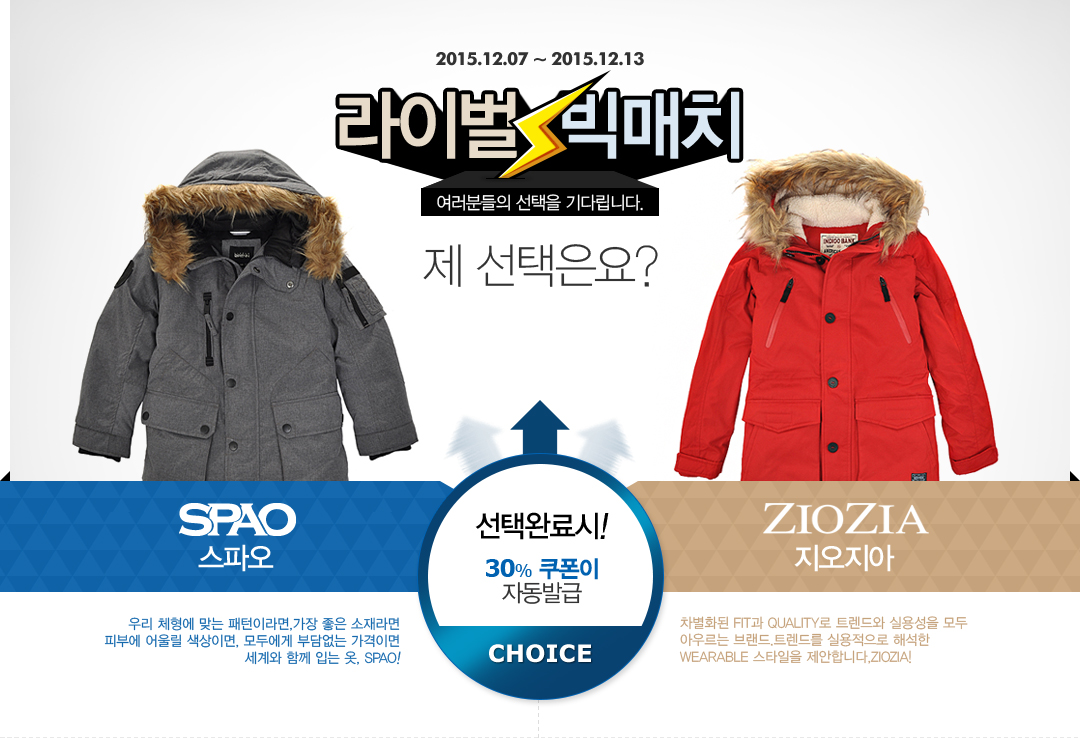 2015.12.07 ~ 2015.12.13
라이벌 빅매치
여러분들의 선택을 기다립니다.
제 선택은요?
INDIGO BANK
SPAO
스파오
선택완료시!
30% 쿠폰이
자동발급
CHOICE
ZIOZIA
지오지아
우리 체형에 맞는 패턴이라면,가장 좋은 소재라면
피부에 어울릴 색상이면, 모두에게 부담없는 가격이면
세계와 함께 입는 옷, SPAO!
차별화된 FIT과 QUALITY로 트렌드와 실용성을 모두
아우르는 브랜드,트렌드를 실용적으로 해석한
WEARABLE 스타일을 제안합니다,ZIOZIA!